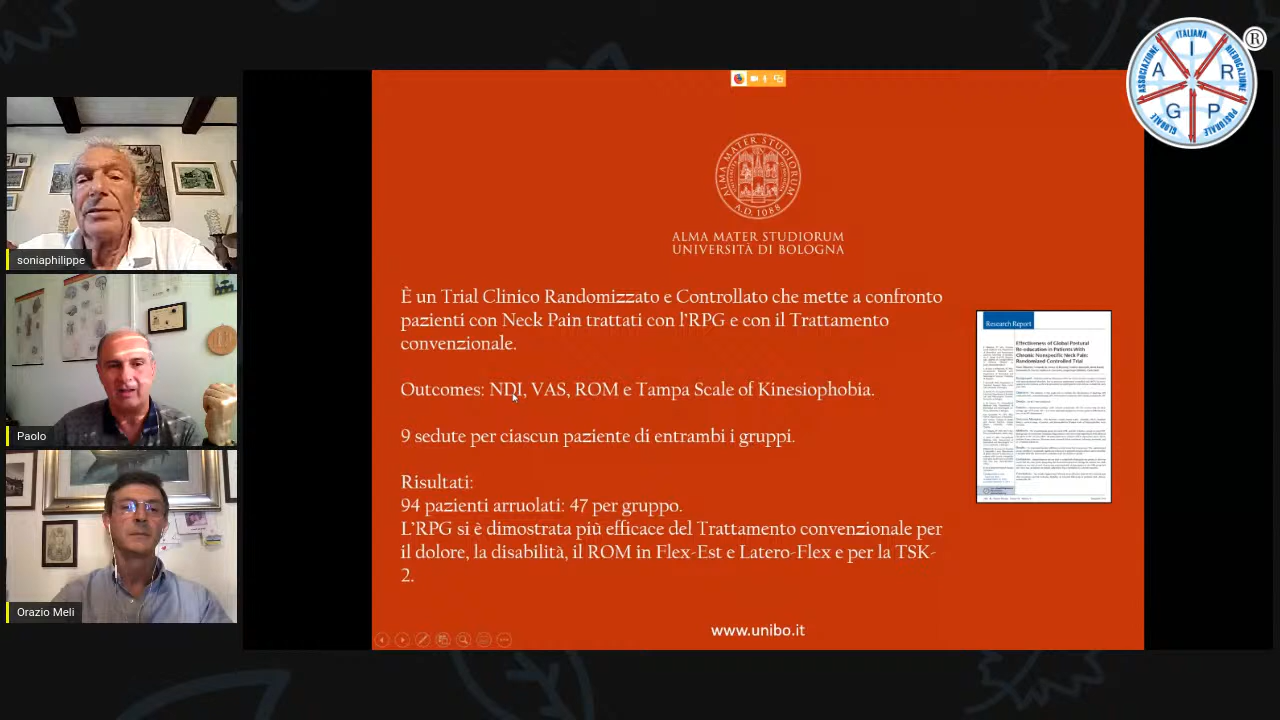 ASSOCIAZIONE ITALIANA RIEDUCAZIONE POSTURALE GLOBALE
A I R G P
®
soniaphilippe
Paolo
Orazio Meli
ALMA MATER STUDIORUM
A.D. 1088
ALMA MATER STUDIORUM
UNIVERSITÀ DI BOLOGNA
È un Trial Clinico Randomizzato e Controllato che mette a confronto
pazienti con Neck Pain trattati con l'RPG e con il Trattamento
convenzionale.
Outcomes: NDI, VAS, ROM e Tampa Scale of Kinesiophobia.
9 sedute per ciascun paziente di entrambi i gruppi.
Risultati:
94 pazienti arruolati: 47 per gruppo.
L'RPG si è dimostrata più efficace del Trattamento convenzionale per
il dolore, la disabilità, il ROM in Flex-Est e Latero-Flex e per la TSK-
2.
Research Report
Effectiveness of Global Postural
Re-education in Patients With
Chronic Nonspecific Neck Pain:
Randomized Controlled Trial
www.unibo.it